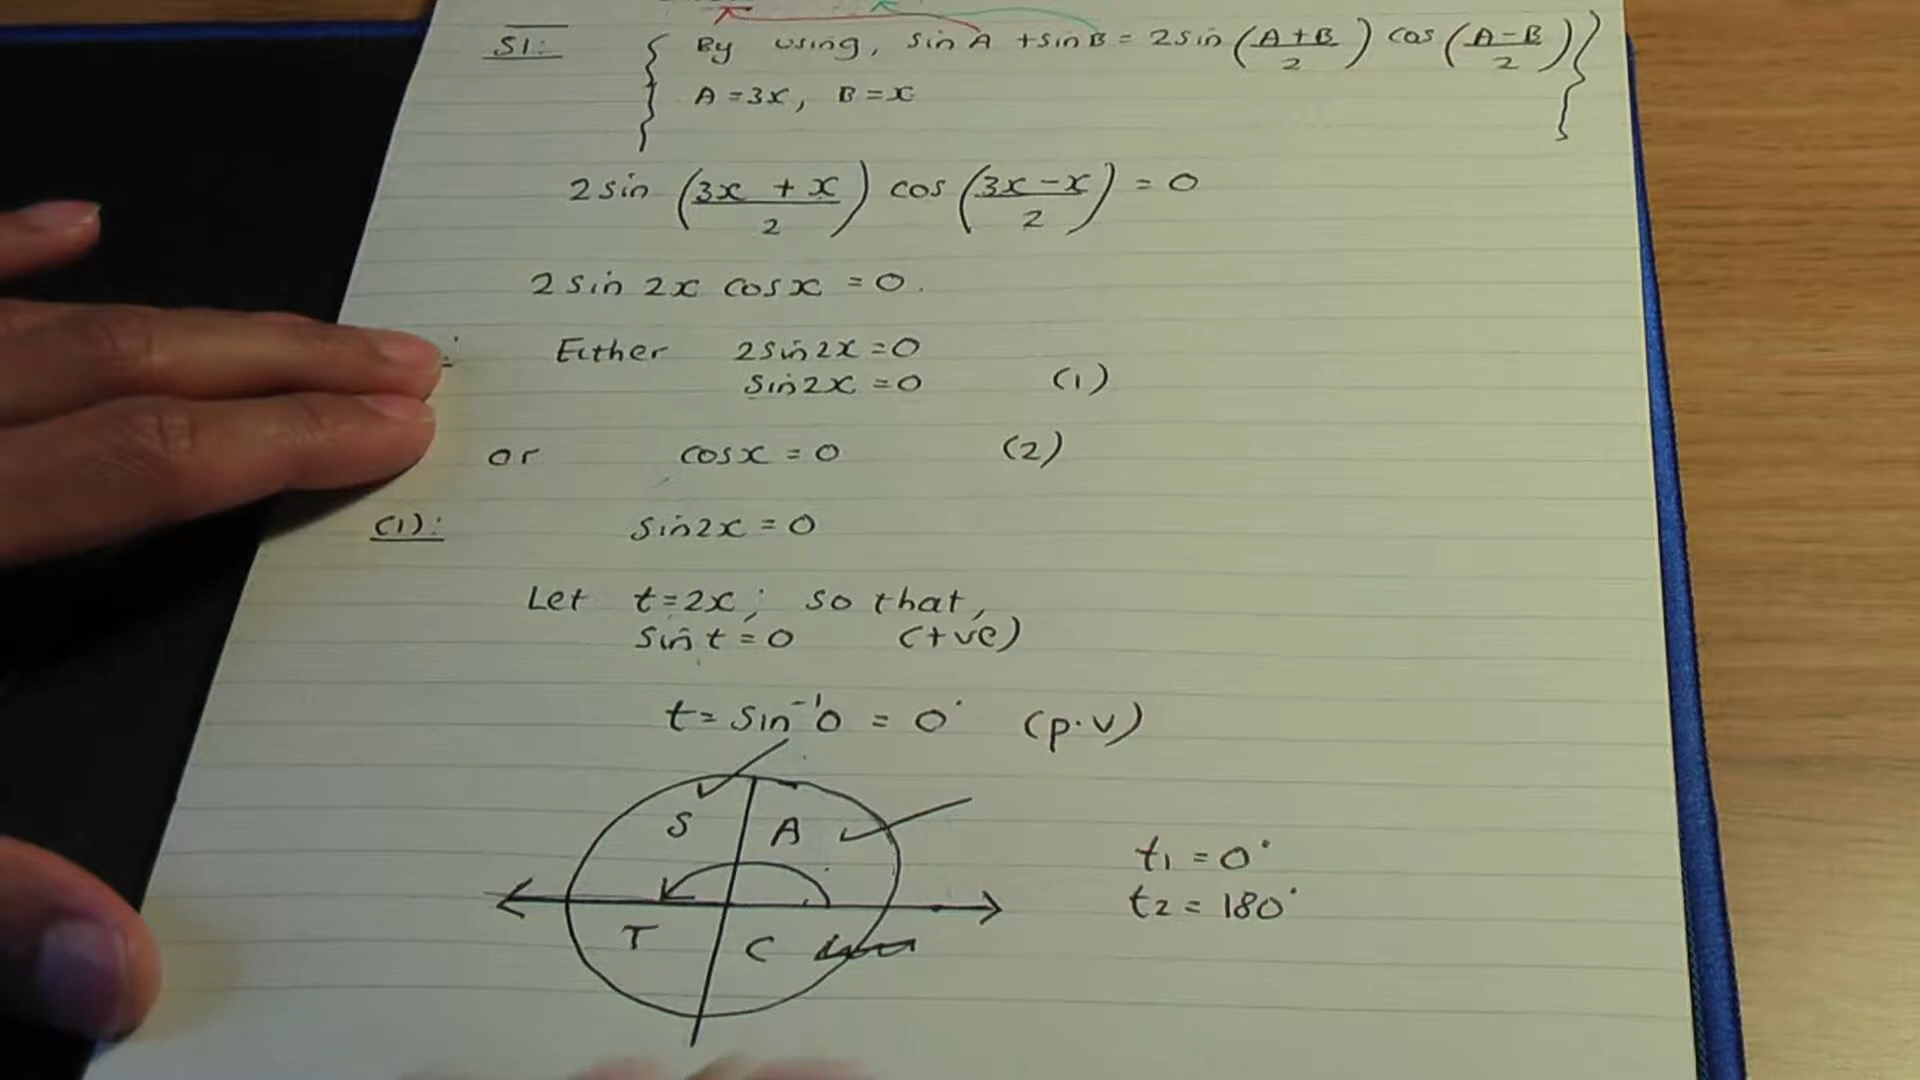 S1: { By using, sin A + sin B = 2 sin (A+B/2) cos (A-B/2) }
A = 3x, B = x
2 sin (3x + x/2) cos (3x - x/2) = 0
2 sin 2x cos x = 0.
Either 2 sin 2x = 0
sin 2x = 0 (1)
or cos x = 0 (2)
(1): sin 2x = 0
Let t = 2x; so that,
sin t = 0 (+ve)
t = sin⁻¹0 = 0° (p.v)
S A
T C
t₁ = 0°
t₂ = 180°